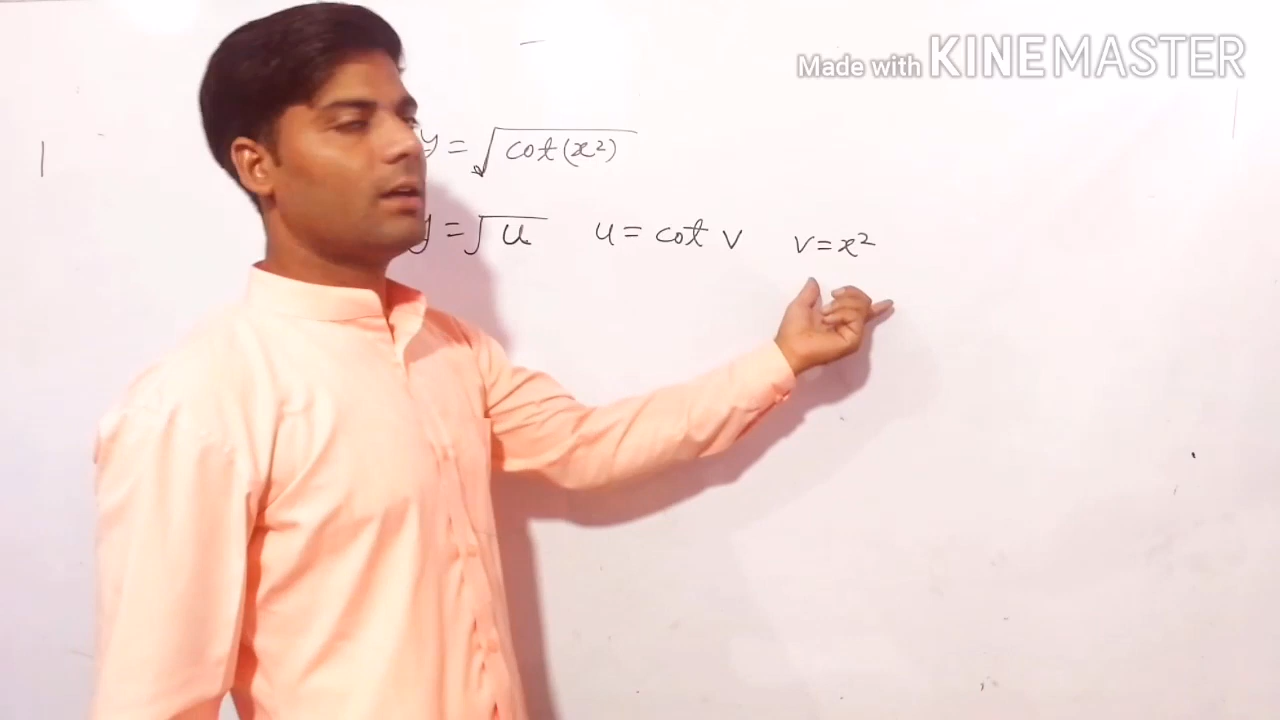 Made with KINEMASTER
y = √cot(x²)
y = √u u = cot v v = x²